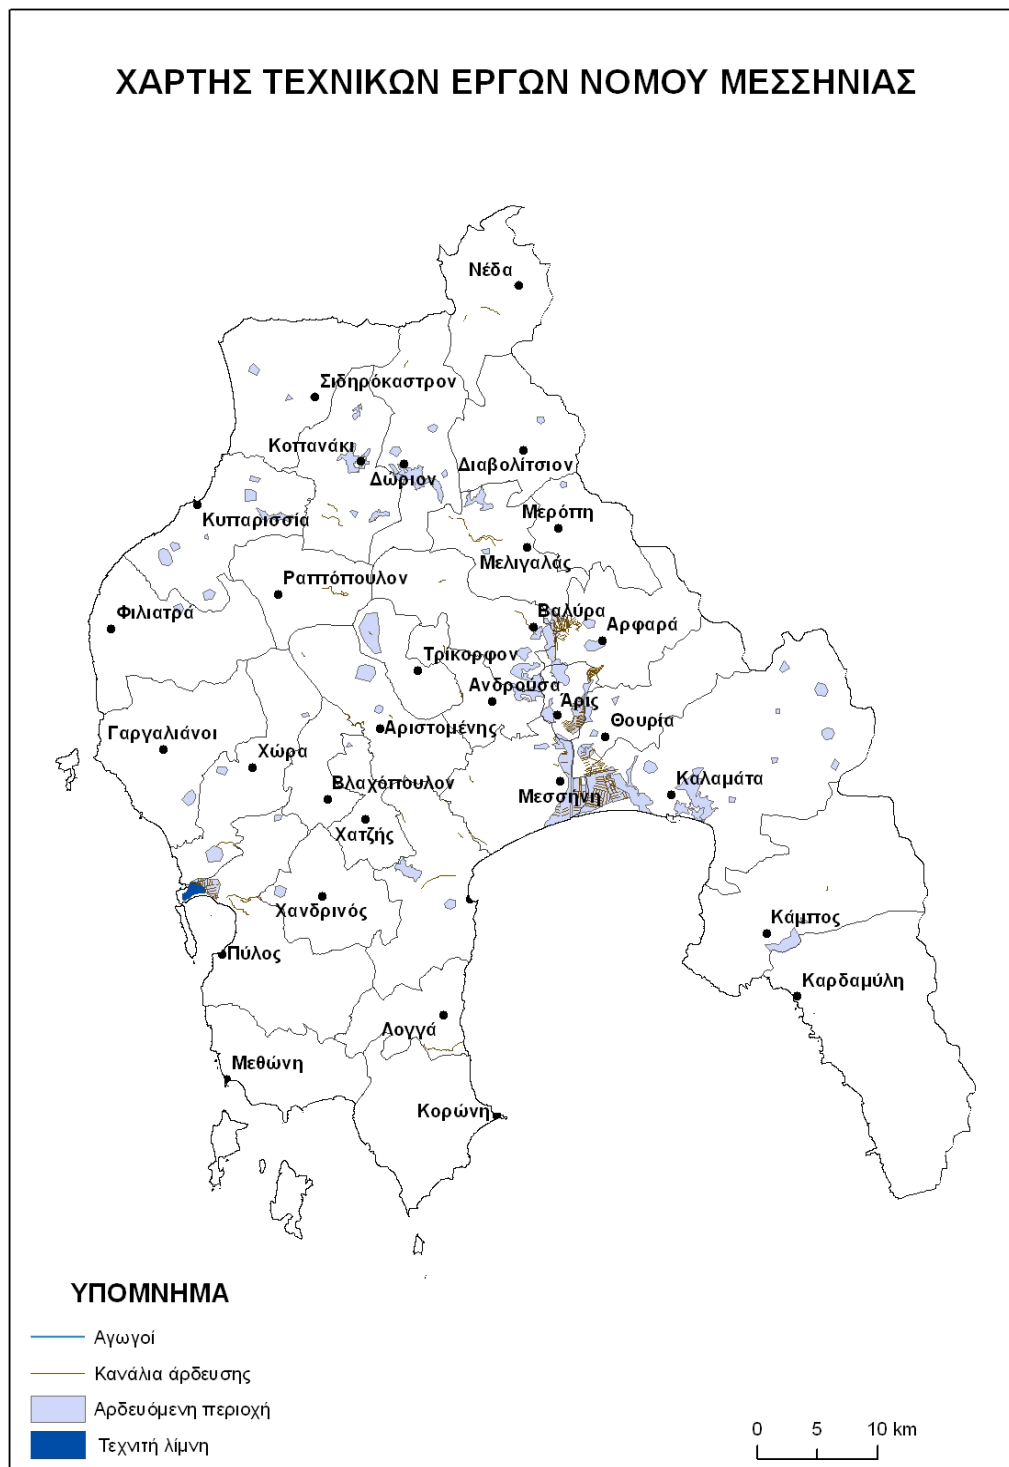 ΧΑΡΤΗΣ ΤΕΧΝΙΚΩΝ ΕΡΓΩΝ ΝΟΜΟΥ ΜΕΣΣΗΝΙΑΣ
Νέδα
Σιδηρόκαστρον
Κοπανάκι
Δώριον
Διαβολίτσιον
Κυπαρισσία
Μερόπη
Μελιγαλάς
Ραπτόπουλον
Φιλιατρά
Βαλύρα
Αρφαρά
Τρίκορφον
Ανδρούσα
Άρις
Θουρία
Αριστομένης
Γαργαλιάνοι
Χώρα
Βλαχόπουλον
Μεσσήνη
Καλαμάτα
Χατζής
Χανδρινός
Κάμπος
Πύλος
Καρδαμύλη
Λογγά
Μεθώνη
Κορώνη
ΥΠΟΜΝΗΜΑ
Αγωγοί
Κανάλια άρδευσης
Αρδευόμενη περιοχή
Τεχνιτή λίμνη
0 5 10 km